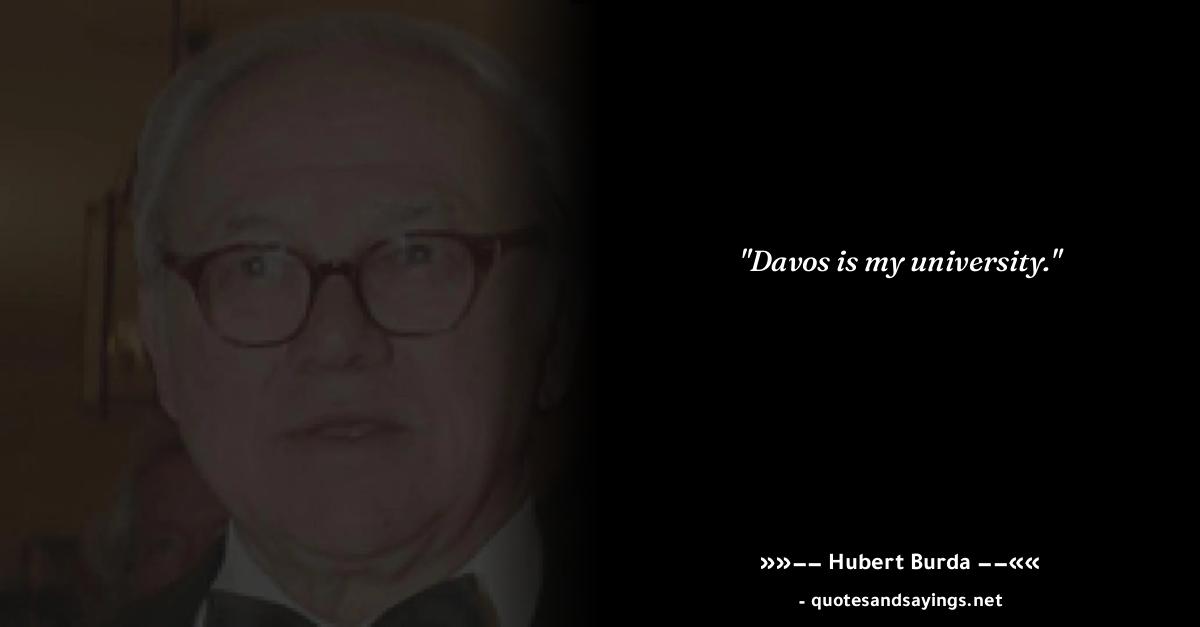 "Davos is my university."
»»–– Hubert Burda ––««
- quotesandsayings.net